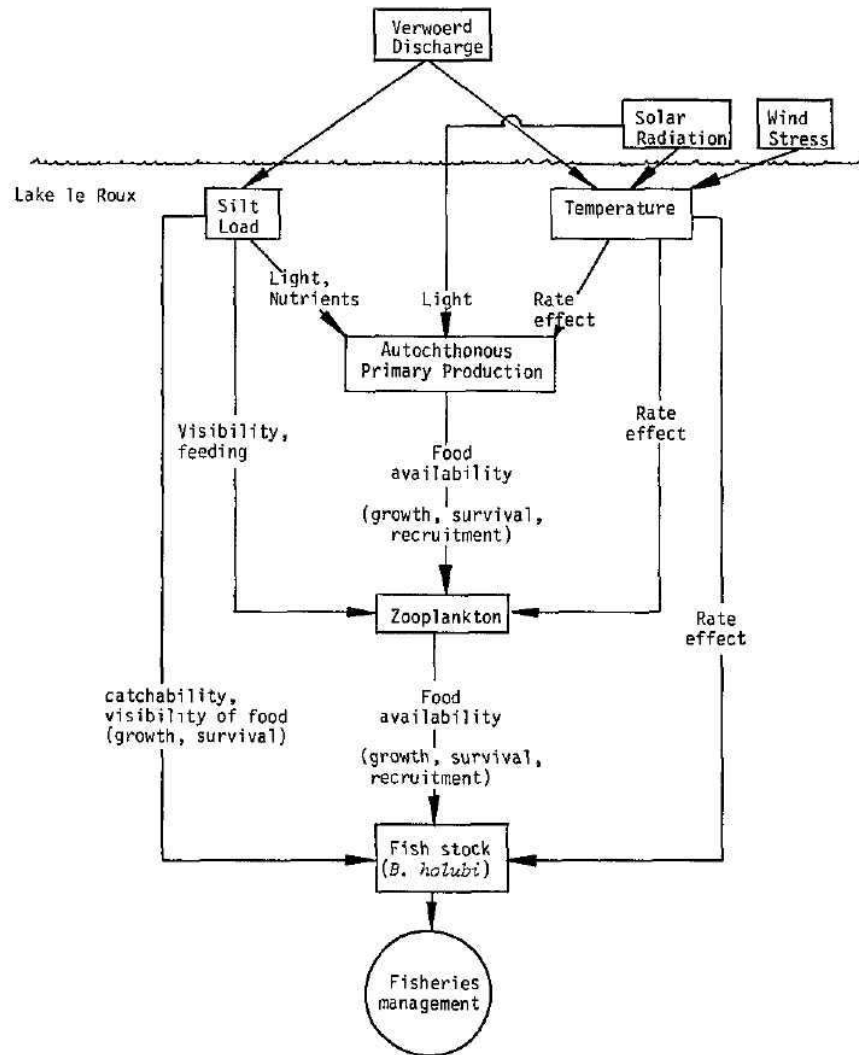 Verwoerd
Discharge
Solar
Radiation
Wind
Stress
Lake le Roux
Silt
Load
Temperature
Light,
Nutrients
Light
Rate
effect
Autochthonous
Primary Production
Visibility,
feeding
Food
availability
(growth, survival,
recruitment)
Rate
effect
Zooplankton
Rate
effect
catchability,
visibility of food
(growth, survival)
Food
availability
(growth, survival,
recruitment)
Fish stock
(B. holubi)
Fisheries
management